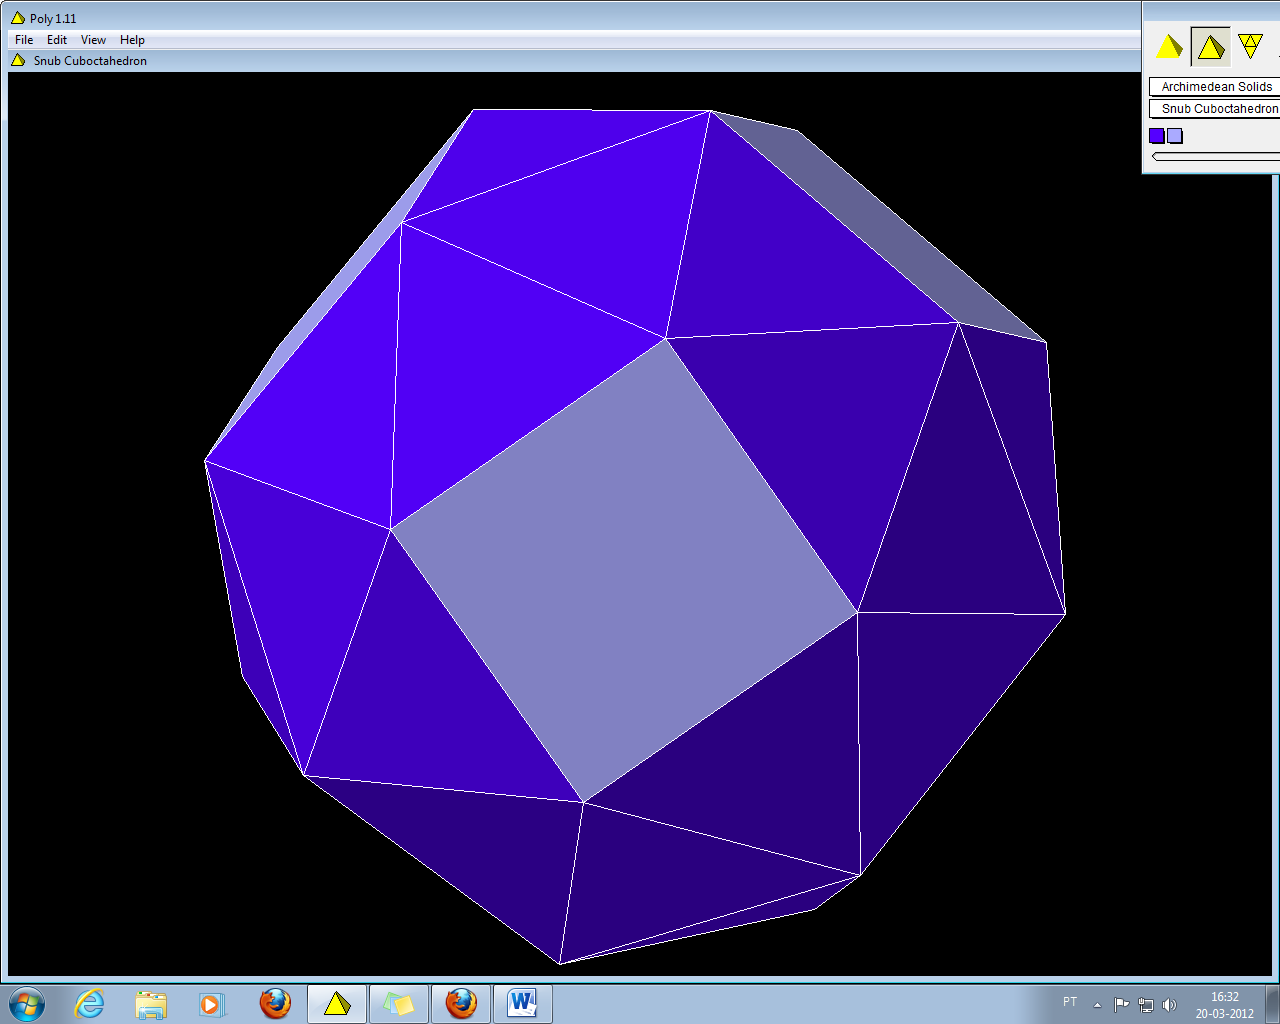 Poly 1.11
File Edit View Help
Snub Cuboctahedron
Archimedean Solids
Snub Cuboctahedron
PT
16:32
20-03-2012